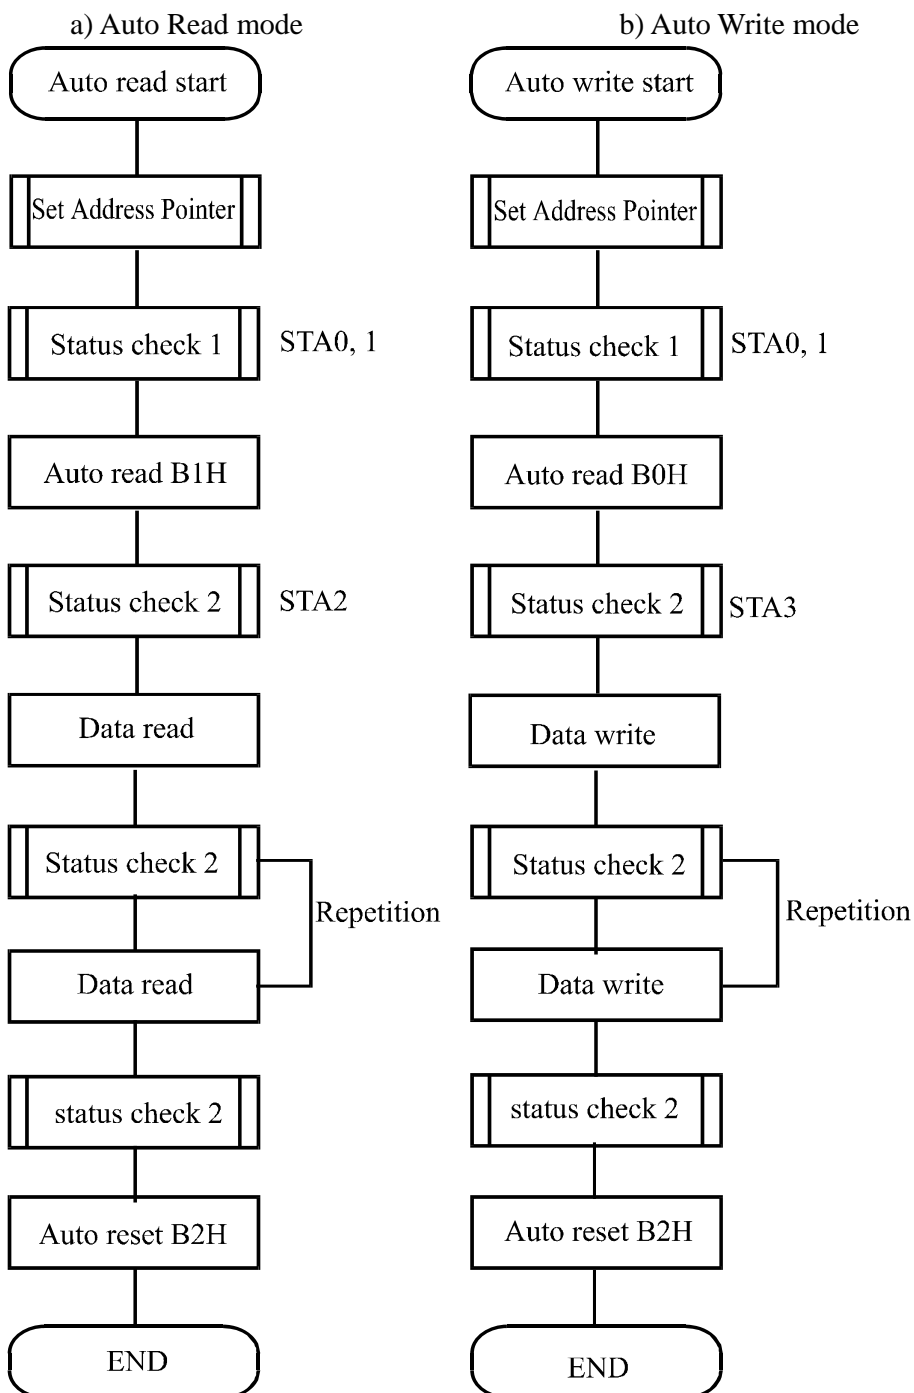 a) Auto Read mode
Auto read start
Set Address Pointer
Status check 1
STA0, 1
Auto read B1H
Status check 2
STA2
Data read
Status check 2
Repetition
Data read
status check 2
Auto reset B2H
END
b) Auto Write mode
Auto write start
Set Address Pointer
Status check 1
STA0, 1
Auto read B0H
Status check 2
STA3
Data write
Status check 2
Repetition
Data write
status check 2
Auto reset B2H
END